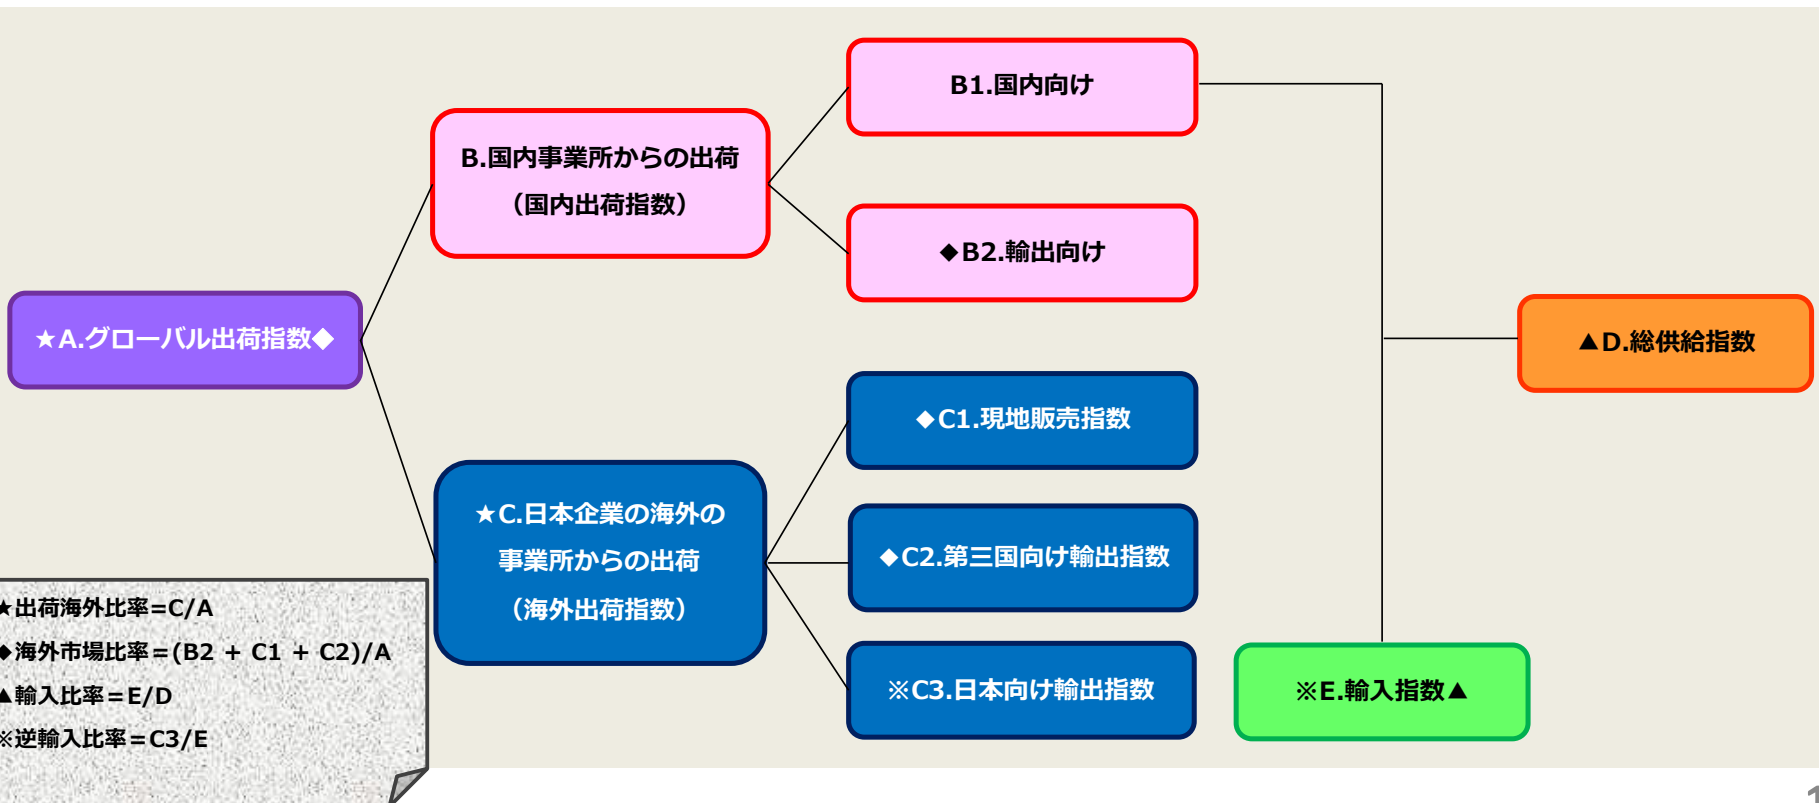 B1.国内向け
B.国内事業所からの出荷
（国内出荷指数）
◆B2.輸出向け
★A.グローバル出荷指数◆
▲D.総供給指数
◆C1.現地販売指数
★C.日本企業の海外の
事業所からの出荷
（海外出荷指数）
◆C2.第三国向け輸出指数
※C3.日本向け輸出指数
※E.輸入指数▲
★出荷海外比率＝C/A
◆海外市場比率＝(B2 + C1 + C2)/A
▲輸入比率＝E/D
※逆輸入比率＝C3/E